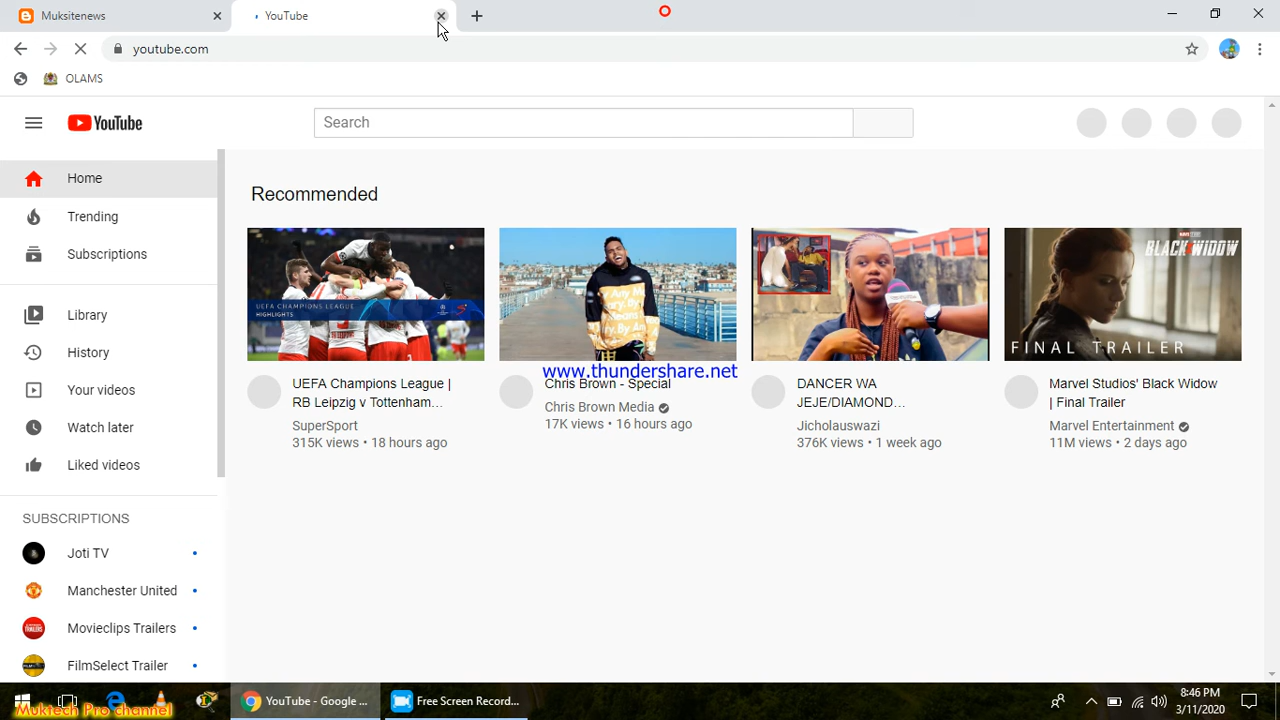 Muksitenews
YouTube
youtube.com
OLAMS
YouTube
Search
Home
Trending
Subscriptions
Library
History
Your videos
Watch later
Liked videos
SUBSCRIPTIONS
Joti TV
Manchester United
Movieclips Trailers
FilmSelect Trailer
Recommended
UEFA CHAMPIONS LEAGUE
HIGHLIGHTS
UEFA Champions League |
RB Leipzig v Tottenham...
SuperSport
315K views • 18 hours ago
www.thundershare.net
Chris Brown - Special
Chris Brown Media
17K views • 16 hours ago
DANCER WA
JEJE/DIAMOND...
Jicholauswazi
376K views • 1 week ago
BLACK WIDOW
FINAL TRAILER
Marvel Studios' Black Widow
| Final Trailer
Marvel Entertainment
11M views • 2 days ago
YouTube - Google ...
Free Screen Record...
8:46 PM
3/11/2020
Muktech Pro channel